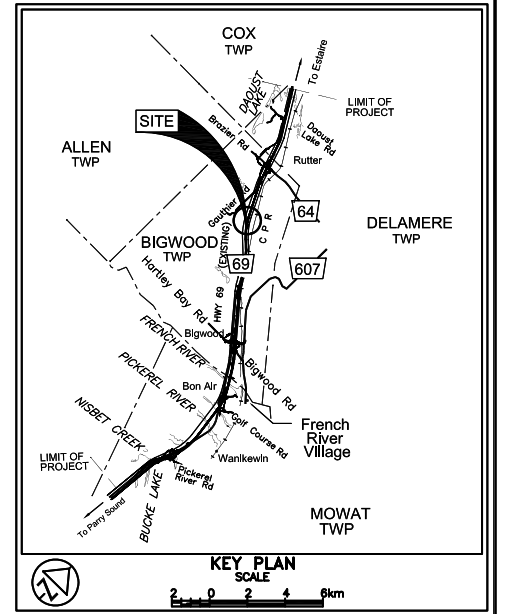 COX
TWP
To Estaire
DAOUST
LAKE
LIMIT OF
PROJECT
SITE
Brazier Rd
Daoust
Lake Rd
ALLEN
TWP
Rutter
Gauthier Rd
64
C P R
DELAMERE
TWP
BIGWOOD
TWP
(EXISTING)
69
607
Hartley Bay Rd
HWY 69
FRENCH RIVER
Bigwood
PICKEREL RIVER
Bigwood Rd
Bon Air
NISBET CREEK
Golf Course Rd
French
River
Village
LIMIT OF
PROJECT
Wanikewin
Pickerel
River Rd
BUCKE LAKE
To Parry Sound
MOWAT
TWP
KEY PLAN
SCALE
2 0 2 4 6km
Z